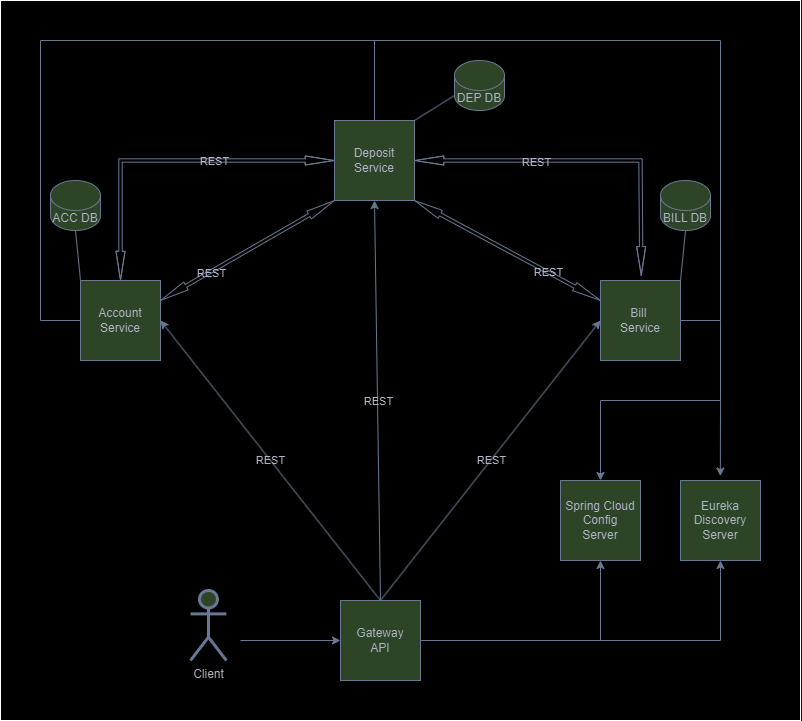 DEP DB
Deposit
Service
REST
REST
ACC DB
BILL DB
REST
REST
Account
Service
Bill
Service
REST
REST
REST
Spring Cloud
Config
Server
Eureka
Discovery
Server
Gateway
API
Client